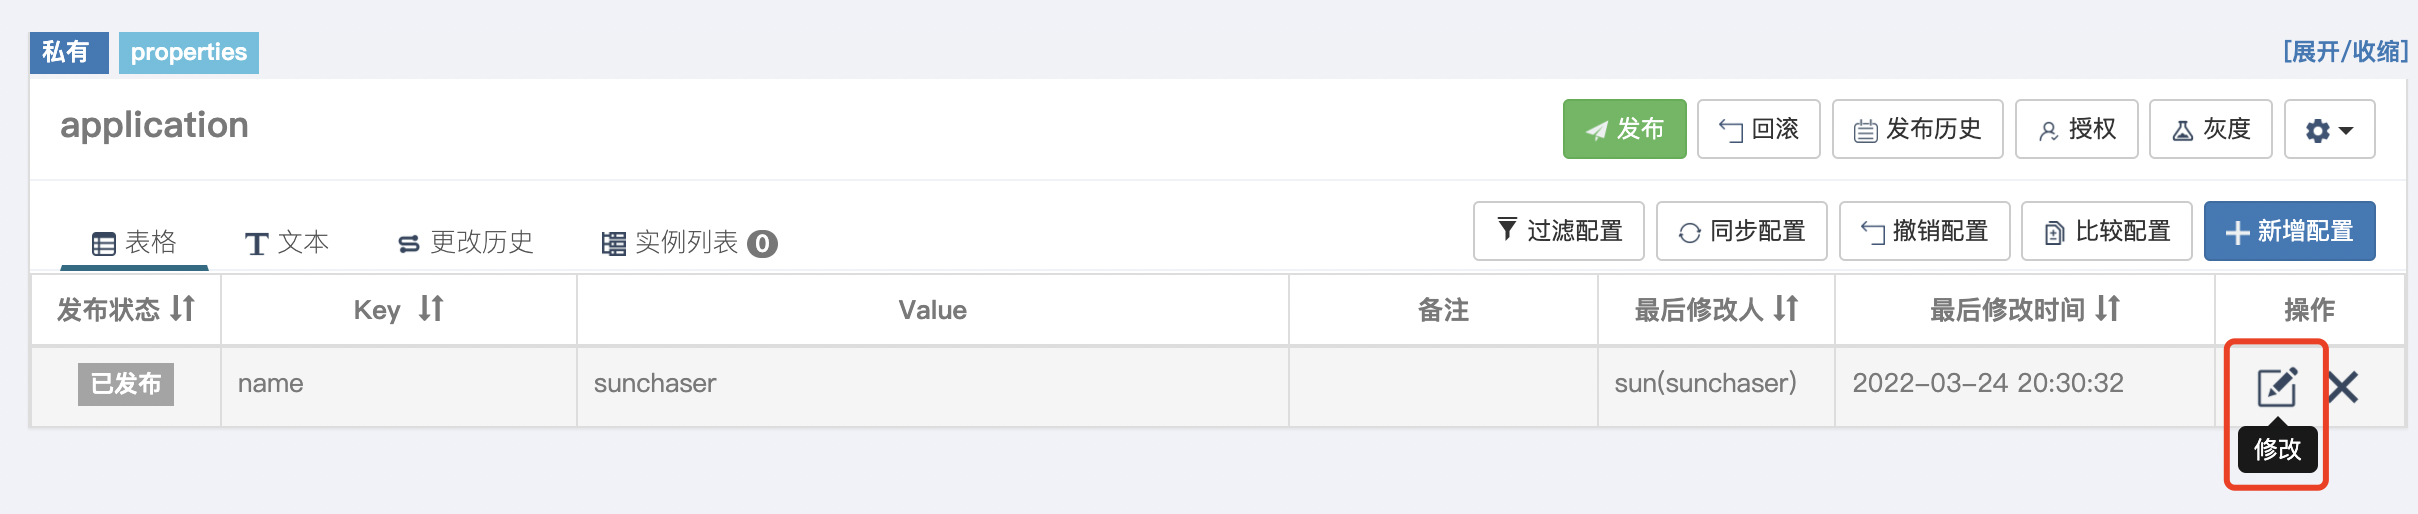 私有 properties [展开/收缩]
application 发布 回滚 发布历史 授权 灰度
表格 文本 更改历史 实例列表 0 过滤配置 同步配置 撤销配置 比较配置 新增配置
发布状态 Key Value 备注 最后修改人 最后修改时间 操作
已发布 name sunchaser sun(sunchaser) 2022-03-24 20:30:32
修改